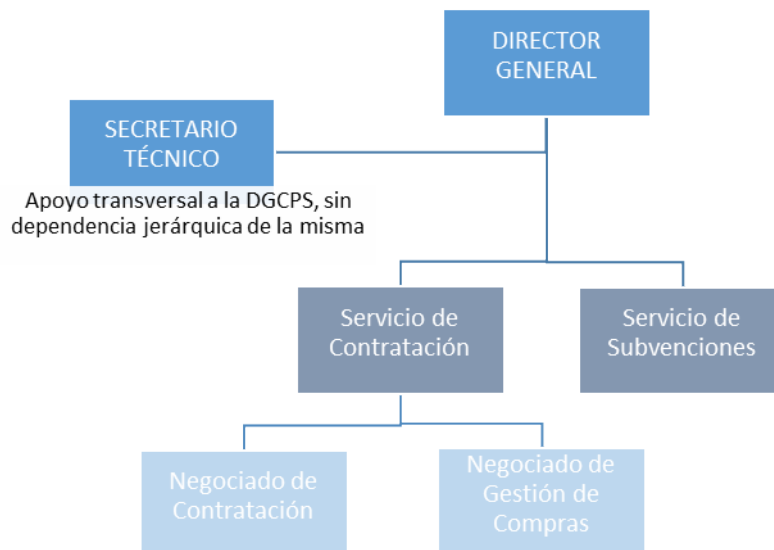 DIRECTOR
GENERAL
SECRETARIO
TÉCNICO
Apoyo transversal a la DGCPS, sin
dependencia jerárquica de la misma
Servicio de
Contratación
Servicio de
Subvenciones
Negociado de
Contratación
Negociado de
Gestión de
Compras